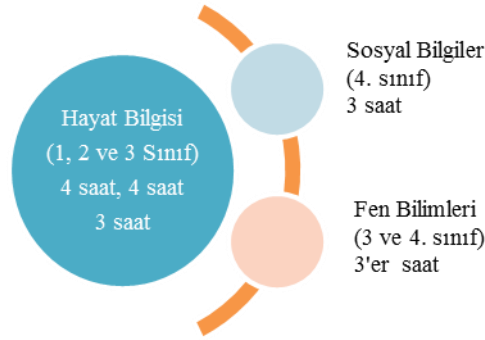 Hayat Bilgisi
(1, 2 ve 3 Sınıf)
4 saat, 4 saat
3 saat
Sosyal Bilgiler
(4. sınıf)
3 saat
Fen Bilimleri
(3 ve 4. sınıf)
3'er saat